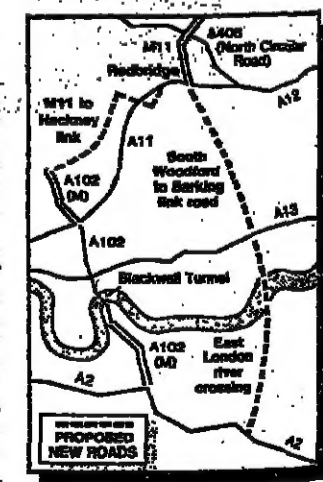 M11
A406
(North Circular
Road)
Redbridge
M11 to
Hackney
link
A12
A11
A102
(M)
South
Woodford
to Barking
link road
A13
A102
Blackwall Tunnel
A102
(M)
East
London
river
crossing
A2
A2
PROPOSED
NEW ROADS